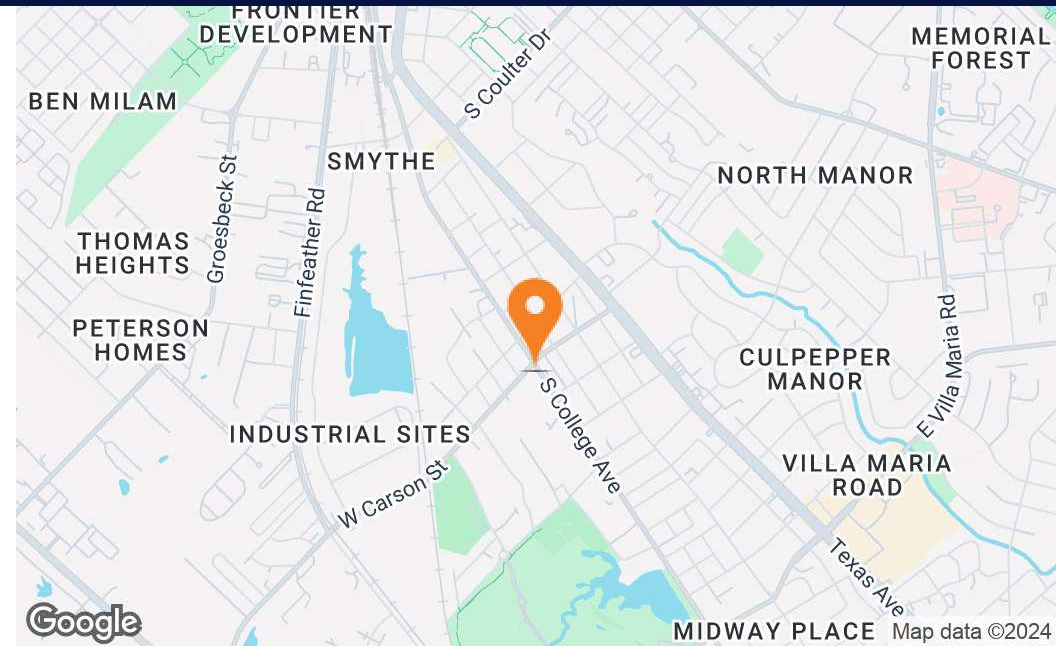 FRONTIER
DEVELOPMENT
S Coulter Dr
MEMORIAL
FOREST
BEN MILAM
SMYTHE
NORTH MANOR
Groesbeck St
Finfeather Rd
THOMAS
HEIGHTS
PETERSON
HOMES
E Villa Maria Rd
CULPEPPER
MANOR
S College Ave
INDUSTRIAL SITES
VILLA MARIA
ROAD
W Carson St
Texas Ave
Google
MIDWAY PLACE
Map data ©2024